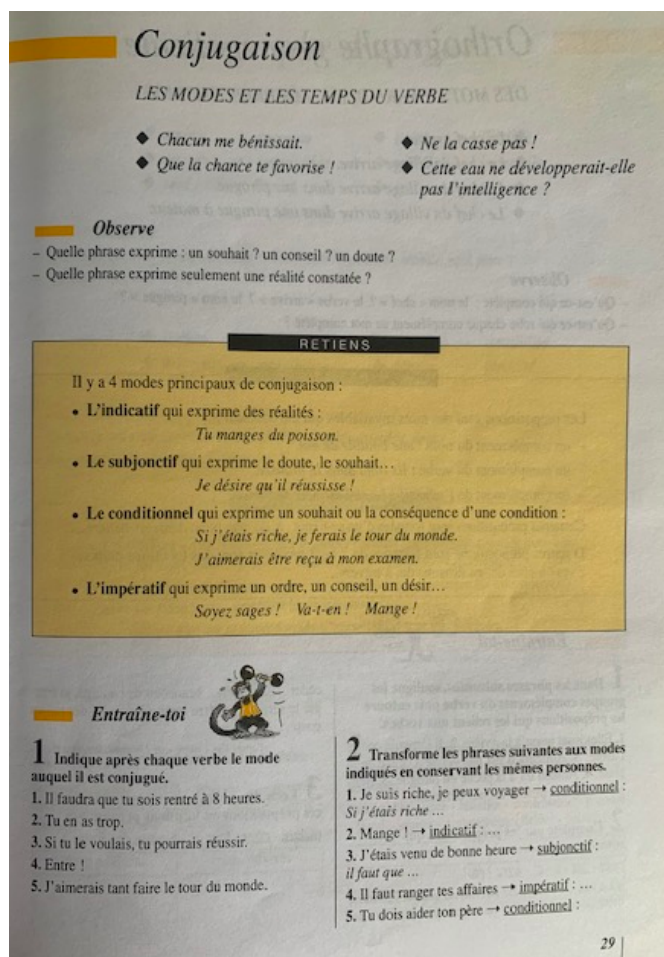 Conjugaison
LES MODES ET LES TEMPS DU VERBE
◆ Chacun me bénissait.
◆ Que la chance te favorise !
◆ Ne la casse pas !
◆ Cette eau ne développerait-elle
pas l'intelligence ?
Observe
– Quelle phrase exprime : un souhait ? un conseil ? un doute ?
– Quelle phrase exprime seulement une réalité constatée ?
RETIENS
Il y a 4 modes principaux de conjugaison :
• L'indicatif qui exprime des réalités :
Tu manges du poisson.
• Le subjonctif qui exprime le doute, le souhait…
Je désire qu'il réussisse !
• Le conditionnel qui exprime un souhait ou la conséquence d'une condition :
Si j'étais riche, je ferais le tour du monde.
J'aimerais être reçu à mon examen.
• L'impératif qui exprime un ordre, un conseil, un désir…
Soyez sages ! Va-t-en ! Mange !
Entraîne-toi
1 Indique après chaque verbe le mode
auquel il est conjugué.
1. Il faudra que tu sois rentré à 8 heures.
2. Tu en as trop.
3. Si tu le voulais, tu pourrais réussir.
4. Entre !
5. J'aimerais tant faire le tour du monde.
2 Transforme les phrases suivantes aux modes
indiqués en conservant les mêmes personnes.
1. Je suis riche, je peux voyager → conditionnel :
Si j'étais riche …
2. Mange ! → indicatif : …
3. J'étais venu de bonne heure → subjonctif :
il faut que …
4. Il faut ranger tes affaires → impératif : …
5. Tu dois aider ton père → conditionnel :
29